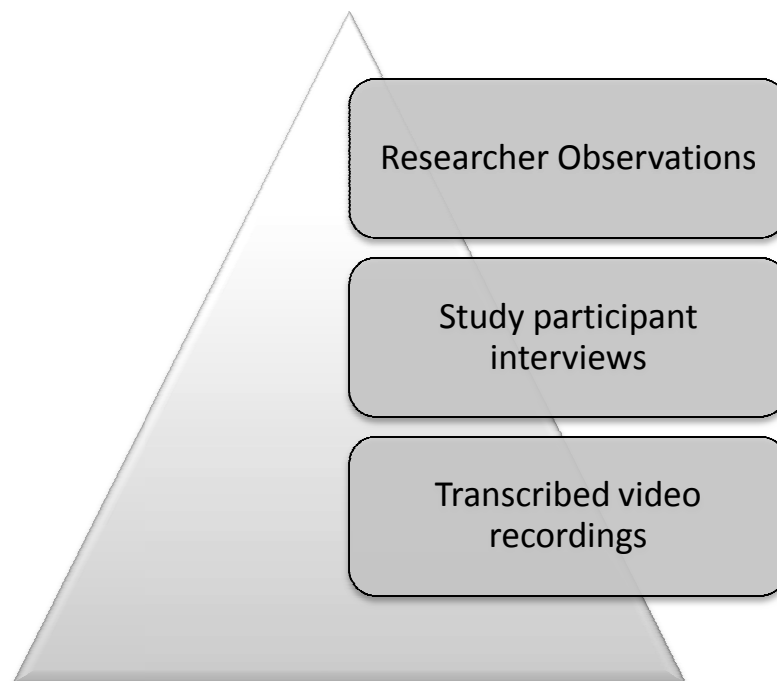 Researcher Observations
Study participant
interviews
Transcribed video
recordings